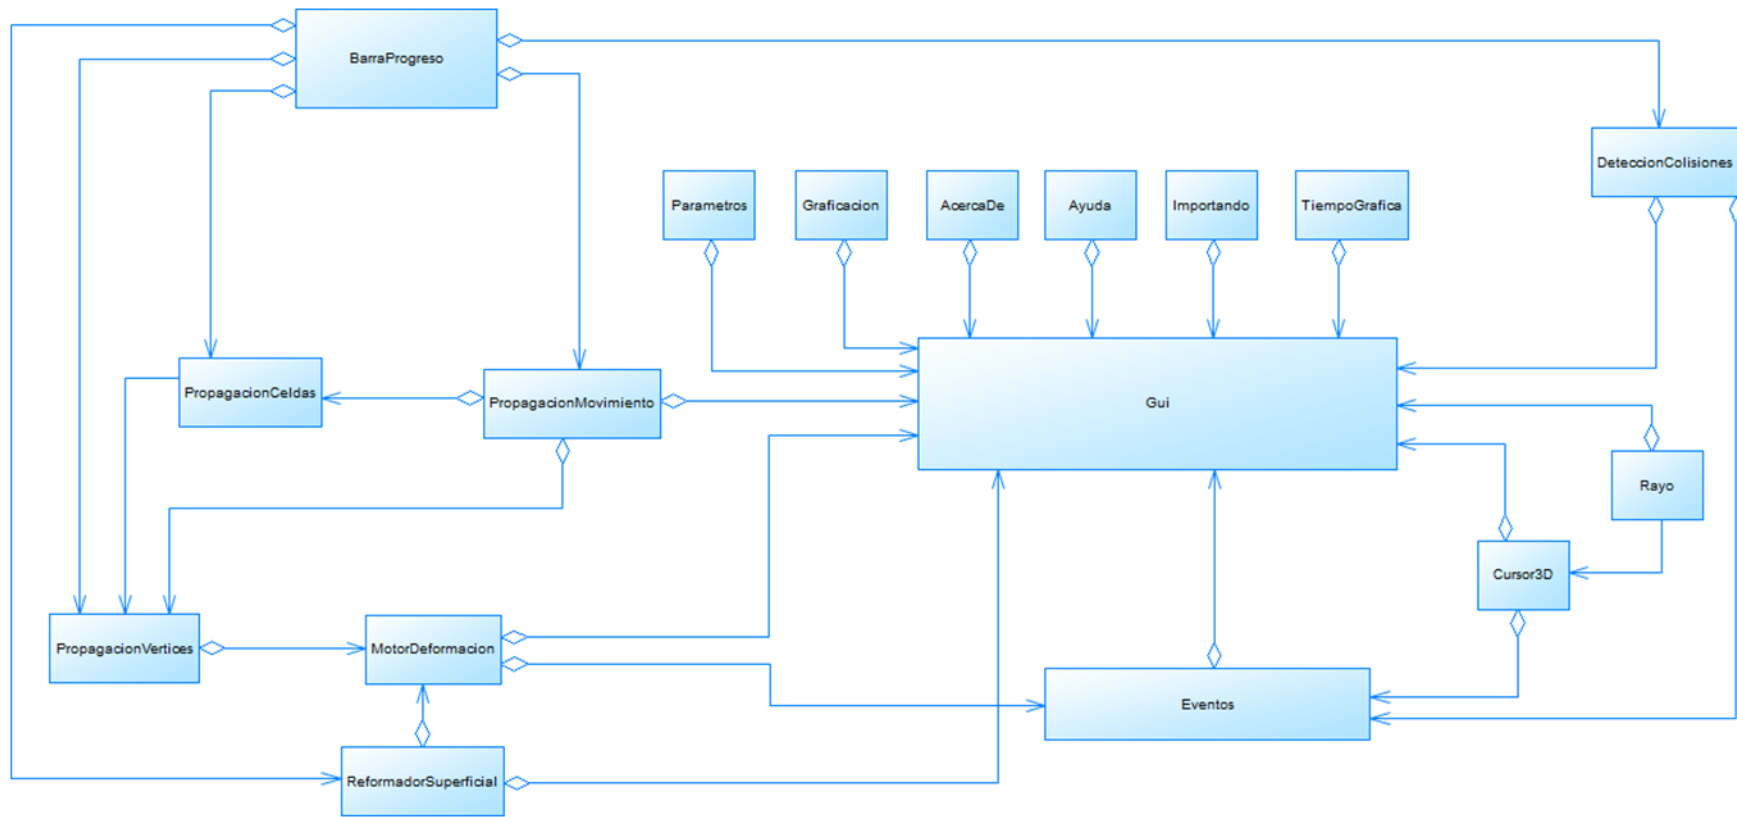 BarraProgreso
DeteccionColisiones
Parametros
Graficacion
AcercaDe
Ayuda
Importando
TiempoGrafica
PropagacionCeldas
PropagacionMovimiento
Gui
Rayo
Cursor3D
PropagacionVertices
MotorDeformacion
Eventos
ReformadorSuperficial